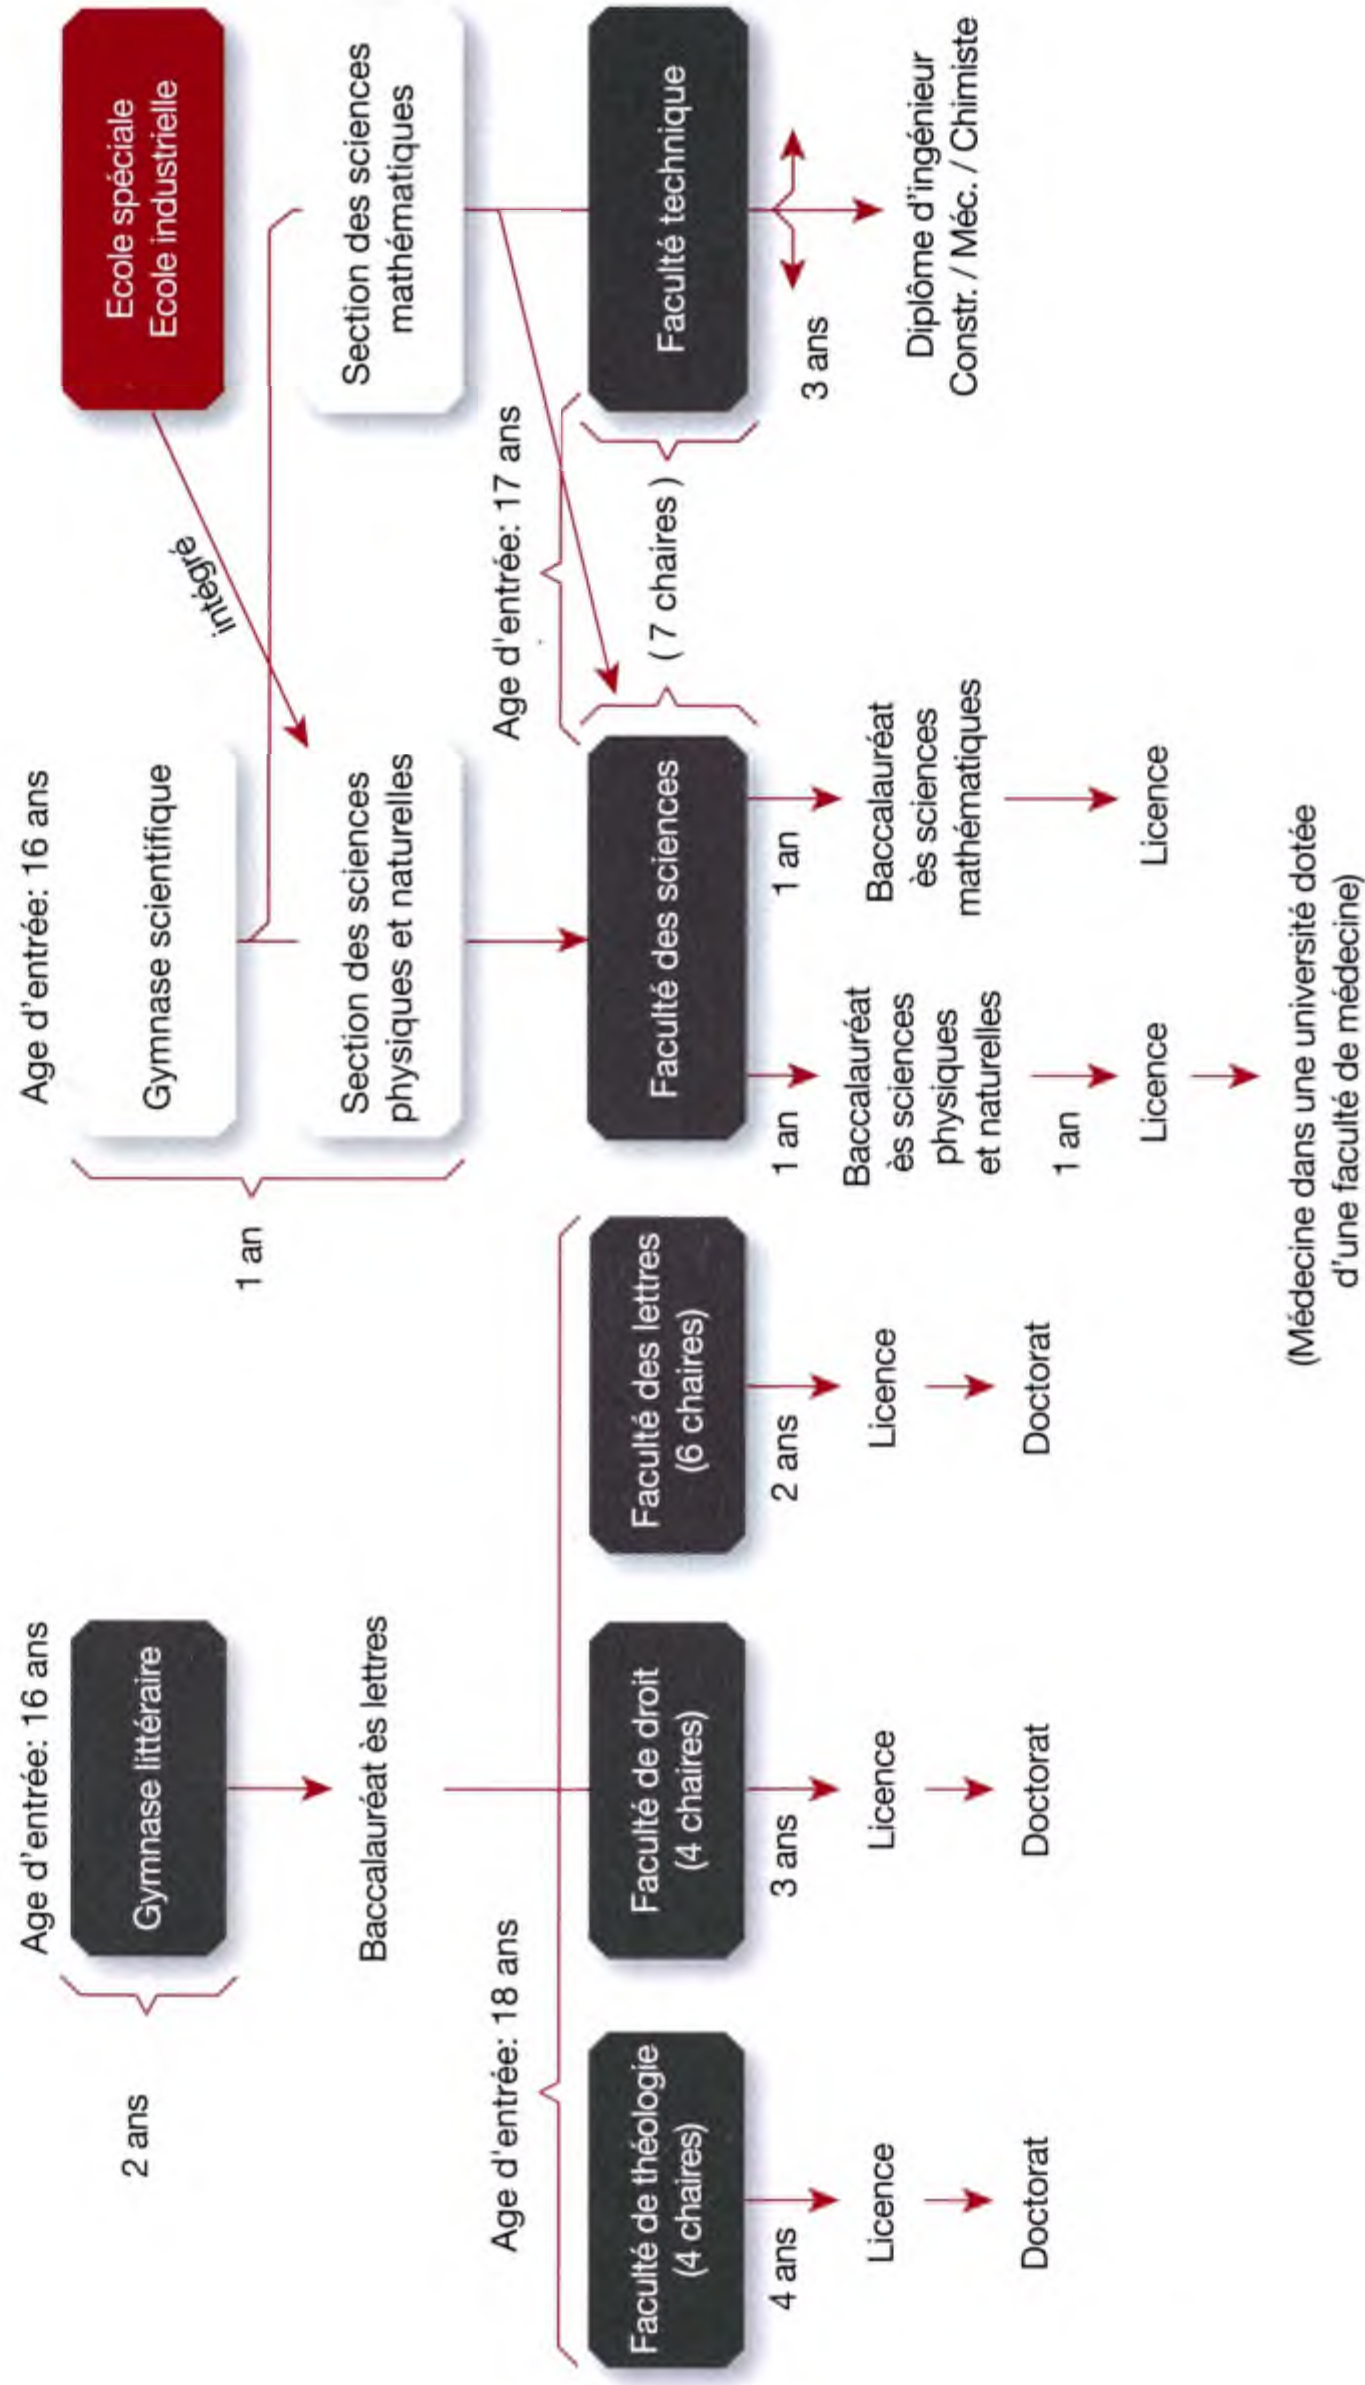 Age d'entrée: 16 ans
Gymnase littéraire
2 ans
Baccalauréat ès lettres
Age d'entrée: 18 ans
Faculté de théologie
(4 chaires)
4 ans
Licence
Doctorat
Faculté de droit
(4 chaires)
3 ans
Licence
Doctorat
Faculté des lettres
(6 chaires)
2 ans
Licence
Doctorat
Age d'entrée: 16 ans
Gymnase scientifique
1 an
Section des sciences
physiques et naturelles
Ecole spéciale
Ecole industrielle
intégré
Section des sciences
mathématiques
Age d'entrée: 17 ans
Faculté des sciences
( 7 chaires )
Faculté technique
1 an
Baccalauréat
ès sciences
physiques
et naturelles
1 an
Licence
(Médecine dans une université dotée
d'une faculté de médecine)
1 an
Baccalauréat
ès sciences
mathématiques
Licence
3 ans
Diplôme d'ingénieur
Constr. / Méc. / Chimiste